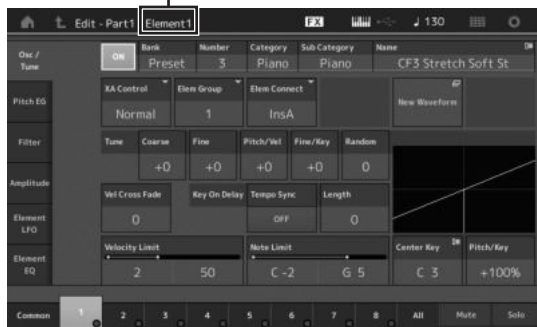 Edit - Part1 Element1 FX ♩ 130
Osc / Tune
Pitch EG
Filter
Amplitude
Element LFO
Element EQ
ON
Bank Number Category Sub Category Name
Preset 3 Piano Piano CF3 Stretch Soft St
XA Control Elem Group Elem Connect
Normal 1 InsA
New Waveform
Tune Coarse Fine Pitch/Vel Fine/Key Random
+0 +0 +0 +0 0
Vel Cross Fade Key On Delay Tempo Sync Length
0 OFF 0
Velocity Limit Note Limit Center Key Pitch/Key
2 50 C -2 G 5 C 3 +100%
Common 1 2 3 4 5 6 7 8 All Mute Solo